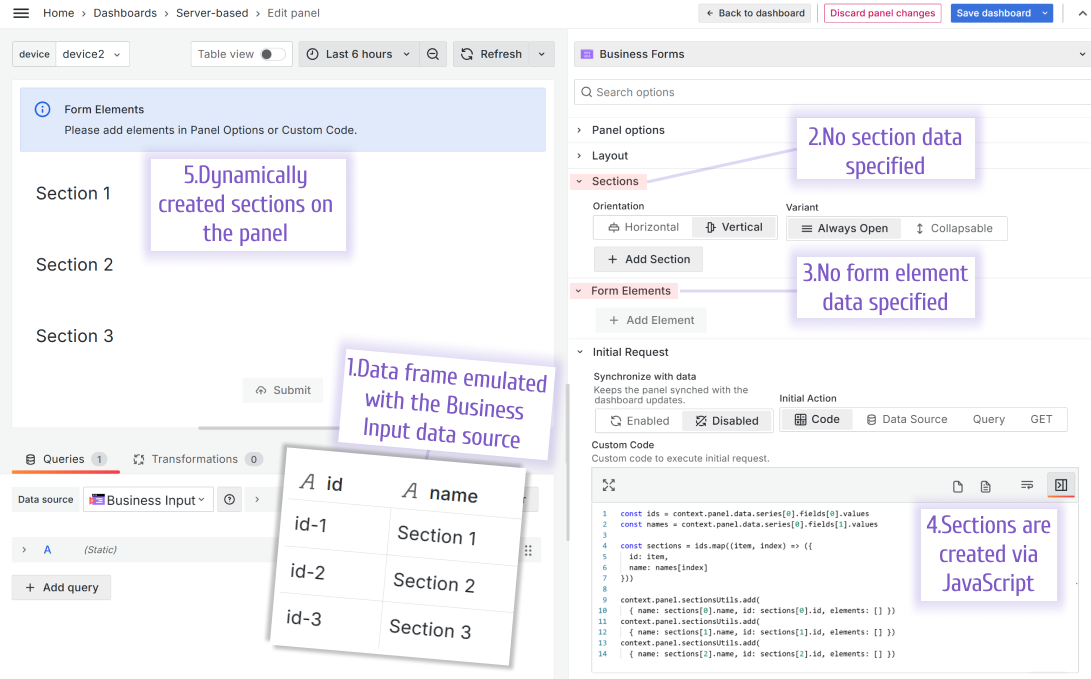 Home › Dashboards › Server-based › Edit panel
Back to dashboard
Discard panel changes
Save dashboard
device device2
Table view
Last 6 hours
Refresh
Form Elements
Please add elements in Panel Options or Custom Code.
5.Dynamically
created sections on
the panel
Section 1
Section 2
Section 3
Submit
1.Data frame emulated
with the Business
Input data source
Queries 1
Transformations 0
Data source
Business Input
A (Static)
+ Add query
A id A name
id-1 Section 1
id-2 Section 2
id-3 Section 3
Business Forms
Search options
Panel options
Layout
Sections
2.No section data
specified
Orientation
Horizontal Vertical
Variant
Always Open Collapsable
+ Add Section
Form Elements
3.No form element
data specified
+ Add Element
Initial Request
Synchronize with data
Keeps the panel synched with the
dashboard updates.
Enabled Disabled
Initial Action
Code Data Source Query GET
Custom Code
Custom code to execute initial request.
1 const ids = context.panel.data.series[0].fields[0].values
2 const names = context.panel.data.series[0].fields[1].values
3
4 const sections = ids.map((item, index) => ({
5 id: item,
6 name: names[index]
7 }))
8
9 context.panel.sectionsUtils.add(
10 { name: sections[0].name, id: sections[0].id, elements: [] })
11 context.panel.sectionsUtils.add(
12 { name: sections[1].name, id: sections[1].id, elements: [] })
13 context.panel.sectionsUtils.add(
14 { name: sections[2].name, id: sections[2].id, elements: [] })
4.Sections are
created via
JavaScript